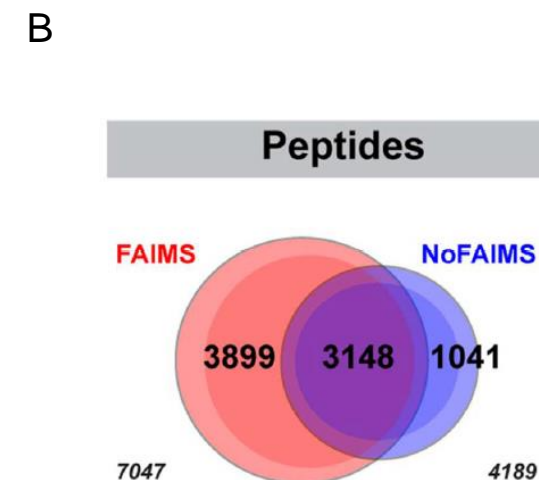 B
Peptides
FAIMS NoFAIMS
3899 3148 1041
7047 4189